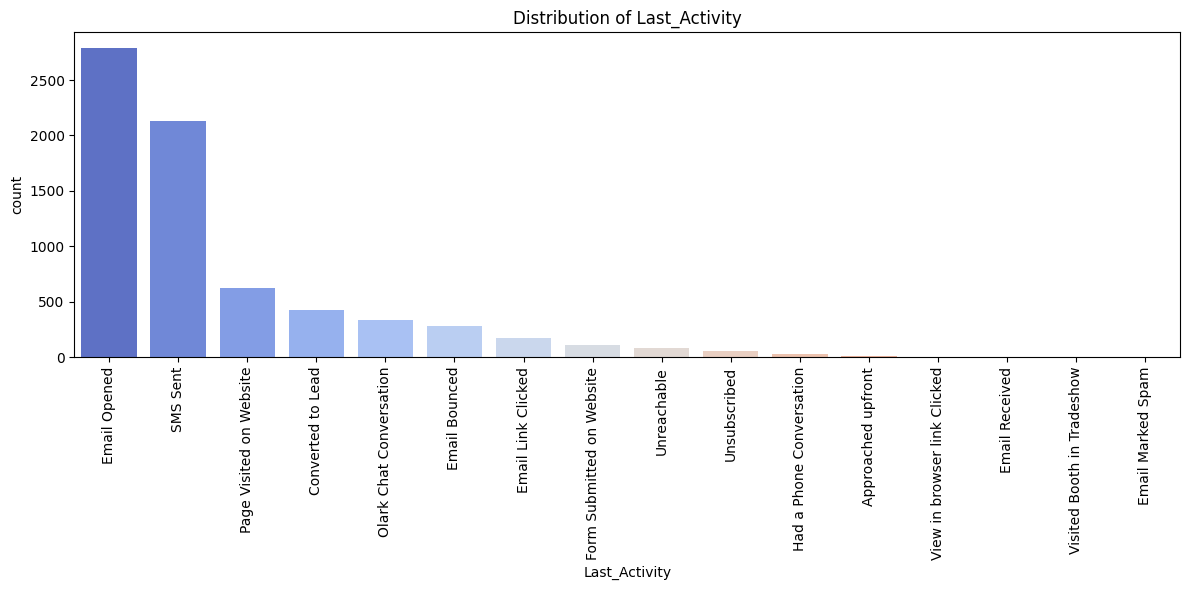 Distribution of Last_Activity
count
2500
2000
1500
1000
500
0
Email Opened
SMS Sent
Page Visited on Website
Converted to Lead
Olark Chat Conversation
Email Bounced
Email Link Clicked
Form Submitted on Website
Unreachable
Unsubscribed
Had a Phone Conversation
Approached upfront
View in browser link Clicked
Email Received
Visited Booth in Tradeshow
Email Marked Spam
Last_Activity